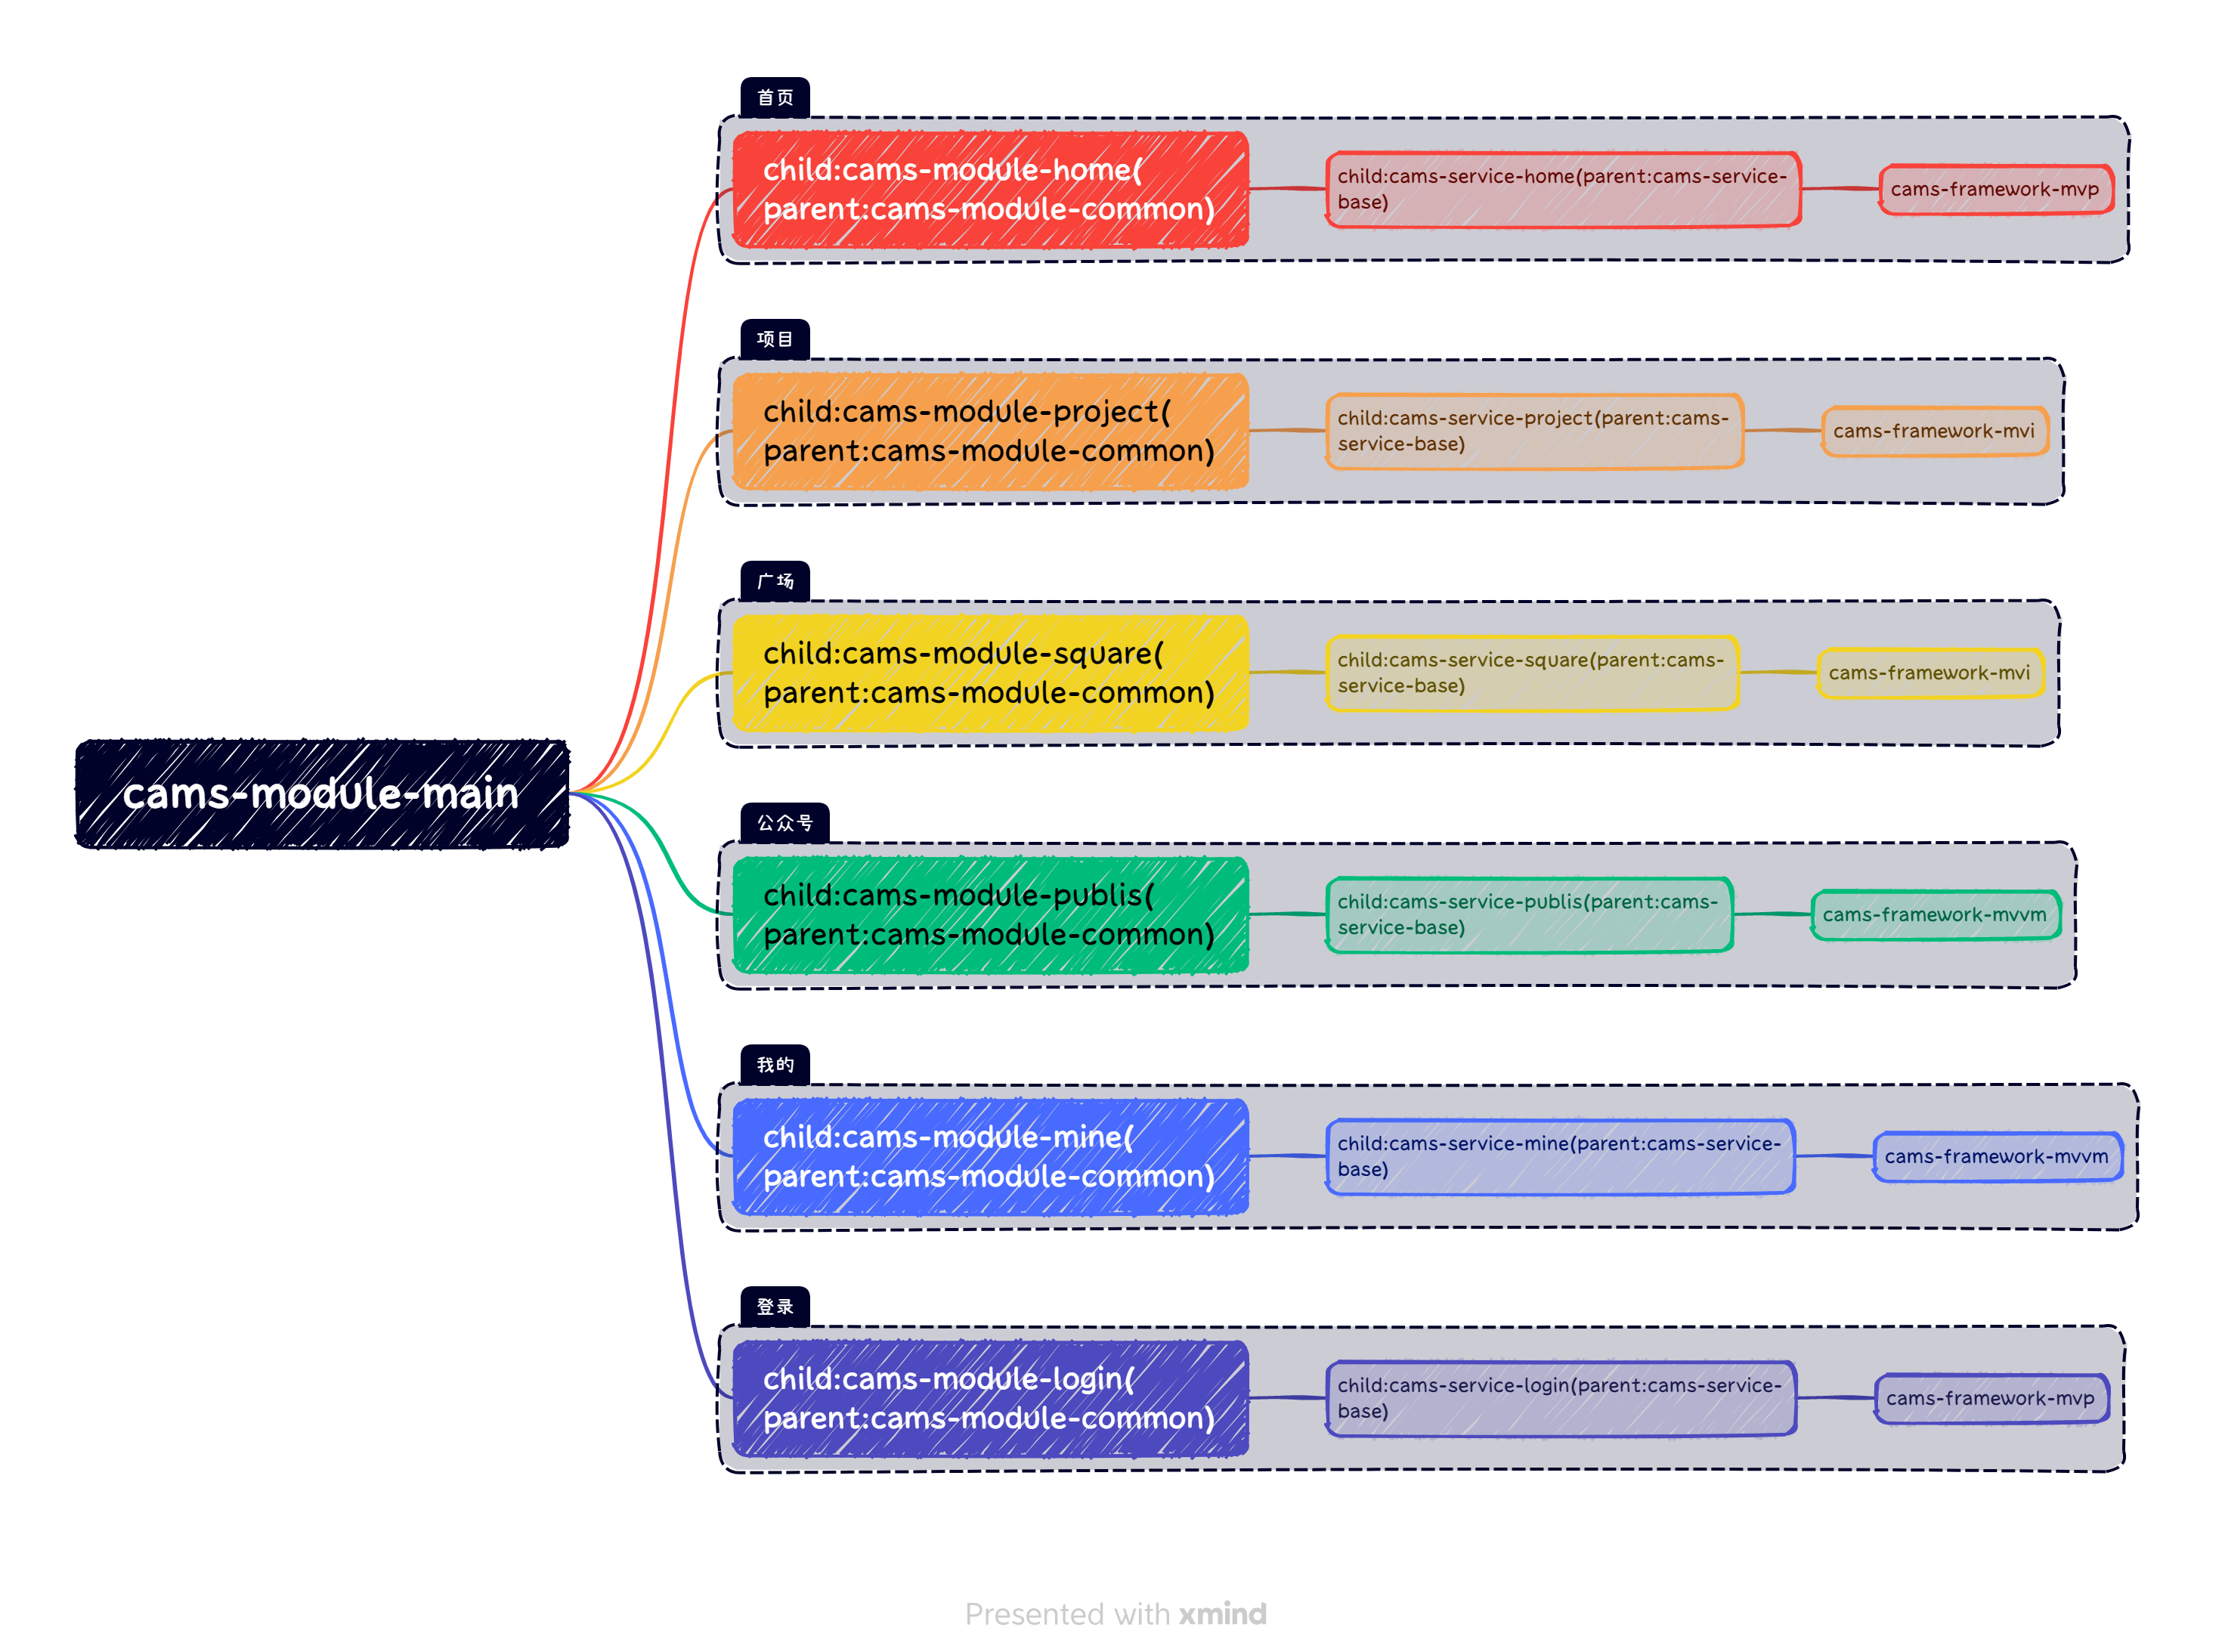 首页
child:cams-module-home(
parent:cams-module-common)
child:cams-service-home(parent:cams-service-
base)
cams-framework-mvp
项目
child:cams-module-project(
parent:cams-module-common)
child:cams-service-project(parent:cams-
service-base)
cams-framework-mvi
广场
child:cams-module-square(
parent:cams-module-common)
child:cams-service-square(parent:cams-
service-base)
cams-framework-mvi
cams-module-main
公众号
child:cams-module-publis(
parent:cams-module-common)
child:cams-service-publis(parent:cams-
service-base)
cams-framework-mvvm
我的
child:cams-module-mine(
parent:cams-module-common)
child:cams-service-mine(parent:cams-service-
base)
cams-framework-mvvm
登录
child:cams-module-login(
parent:cams-module-common)
child:cams-service-login(parent:cams-service-
base)
cams-framework-mvp
Presented with xmind